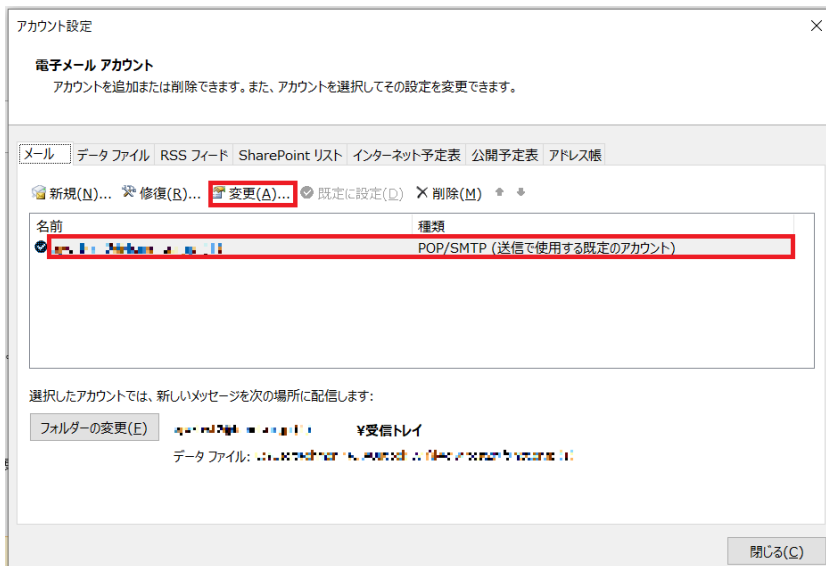 アカウント設定
電子メール アカウント
アカウントを追加または削除できます。また、アカウントを選択してその設定を変更できます。
メール データ ファイル RSS フィード SharePoint リスト インターネット予定表 公開予定表 アドレス帳
新規(N)... 修復(R)... 変更(A)... 既定に設定(D) 削除(M)
名前 種類
POP/SMTP (送信で使用する既定のアカウント)
選択したアカウントでは、新しいメッセージを次の場所に配信します:
フォルダーの変更(F) ¥受信トレイ
データ ファイル:
閉じる(C)